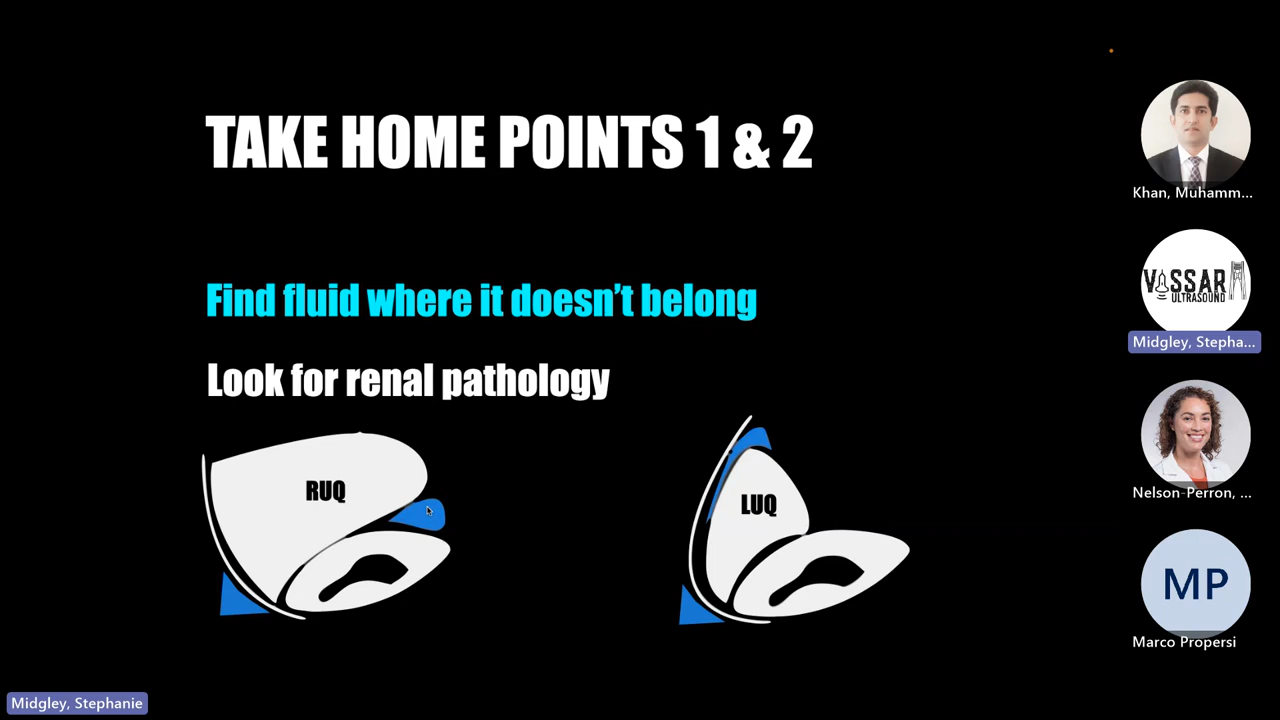 TAKE HOME POINTS 1 & 2
Find fluid where it doesn't belong
Look for renal pathology
RUQ
LUQ
Khan, Muhamm...
VASSAR
ULTRASOUND
Midgley, Stepha...
Nelson-Perron, ...
MP
Marco Propersi
Midgley, Stephanie